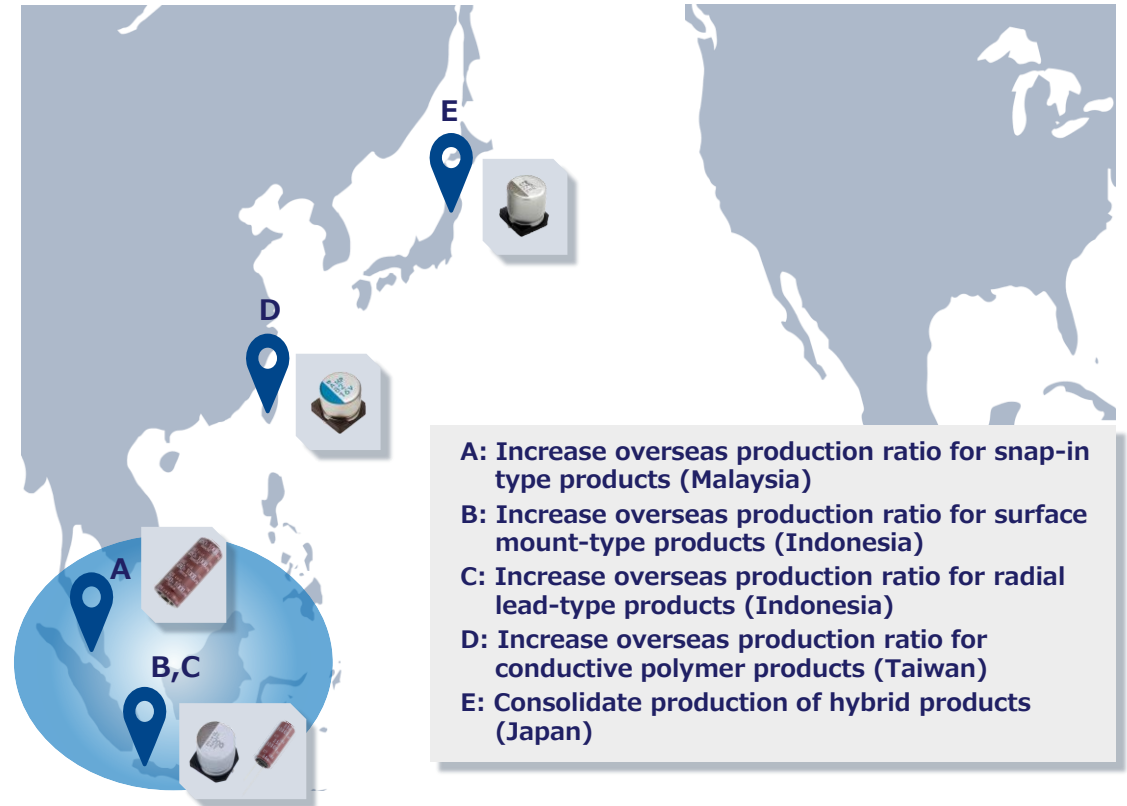 E
D
A
B,C
A: Increase overseas production ratio for snap-in
type products (Malaysia)
B: Increase overseas production ratio for surface
mount-type products (Indonesia)
C: Increase overseas production ratio for radial
lead-type products (Indonesia)
D: Increase overseas production ratio for
conductive polymer products (Taiwan)
E: Consolidate production of hybrid products
(Japan)